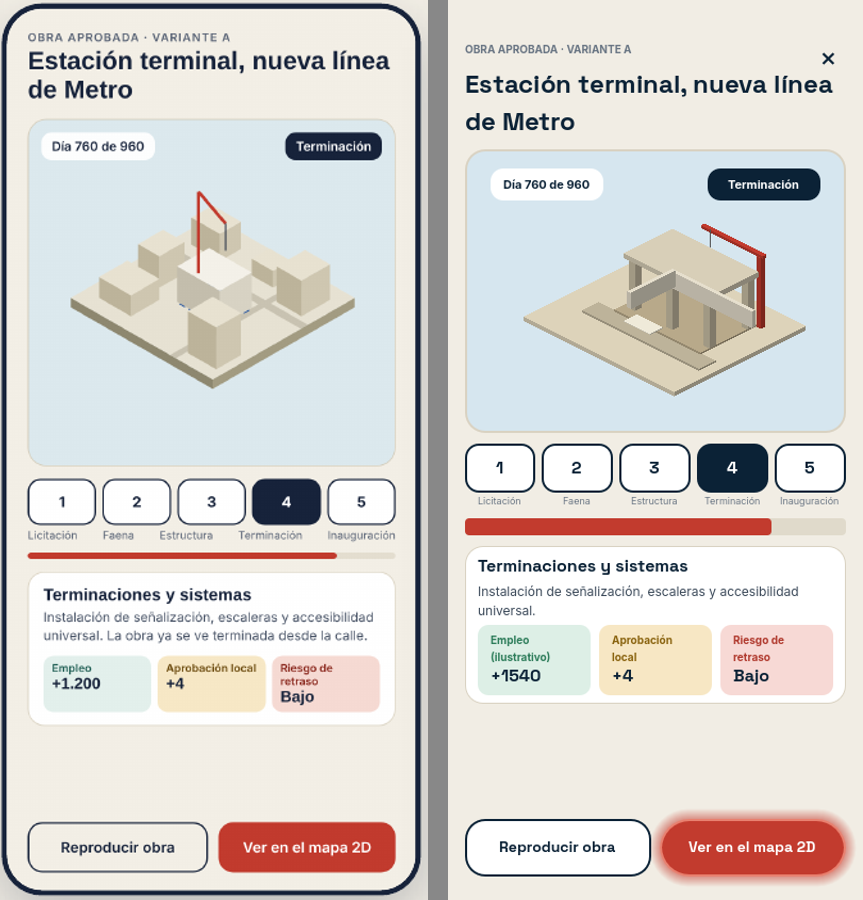 OBRA APROBADA · VARIANTE A
Estación terminal, nueva línea
de Metro
Día 760 de 960
Terminación
1
2
3
4
5
Licitación
Faena
Estructura
Terminación
Inauguración
Terminaciones y sistemas
Instalación de señalización, escaleras y accesibilidad
universal. La obra ya se ve terminada desde la calle.
Empleo
+1.200
Aprobación local
+4
Riesgo de
retraso
Bajo
Reproducir obra
Ver en el mapa 2D
OBRA APROBADA · VARIANTE A
×
Estación terminal, nueva línea
de Metro
Día 760 de 960
Terminación
1
2
3
4
5
Licitación
Faena
Estructura
Terminación
Inauguración
Terminaciones y sistemas
Instalación de señalización, escaleras y accesibilidad
universal.
Empleo
(ilustrativo)
+1540
Aprobación
local
+4
Riesgo de
retraso
Bajo
Reproducir obra
Ver en el mapa 2D